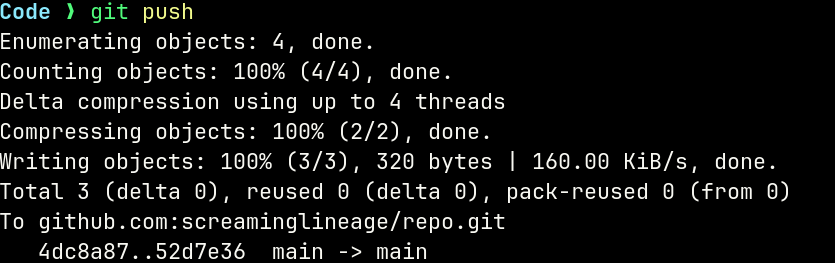 Code ❯ git push
Enumerating objects: 4, done.
Counting objects: 100% (4/4), done.
Delta compression using up to 4 threads
Compressing objects: 100% (2/2), done.
Writing objects: 100% (3/3), 320 bytes | 160.00 KiB/s, done.
Total 3 (delta 0), reused 0 (delta 0), pack-reused 0 (from 0)
To github.com:screaminglineage/repo.git
   4dc8a87..52d7e36  main -> main